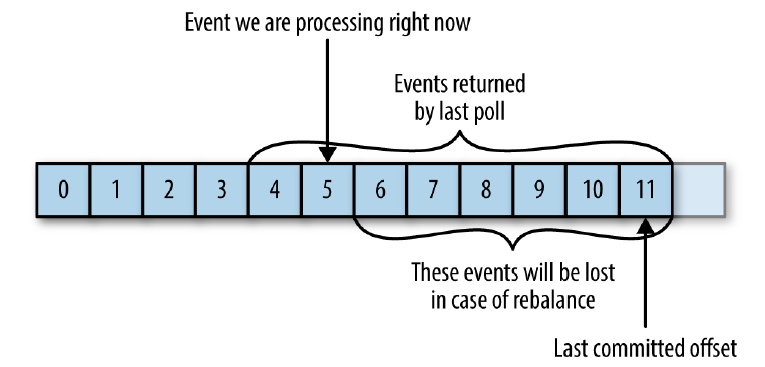 Event we are processing right now
Events returned
by last poll
0 1 2 3 4 5 6 7 8 9 10 11
These events will be lost
in case of rebalance
Last committed offset